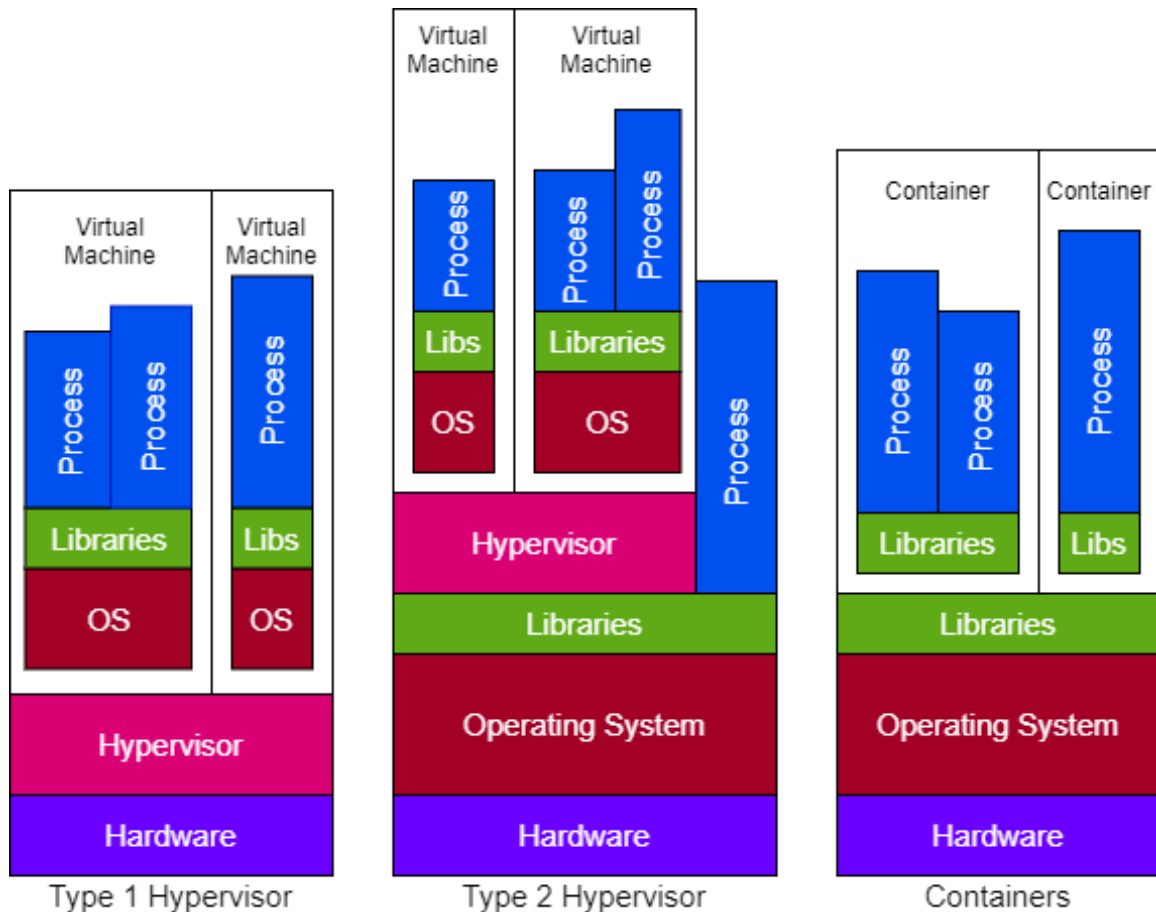 Virtual
Machine
Virtual
Machine
Process
Process
Process
Libraries
Libs
OS
OS
Hypervisor
Hardware
Type 1 Hypervisor
Virtual
Machine
Virtual
Machine
Process
Process
Process
Libs
Libraries
OS
OS
Process
Hypervisor
Libraries
Operating System
Hardware
Type 2 Hypervisor
Container
Container
Process
Process
Process
Libraries
Libs
Libraries
Operating System
Hardware
Containers